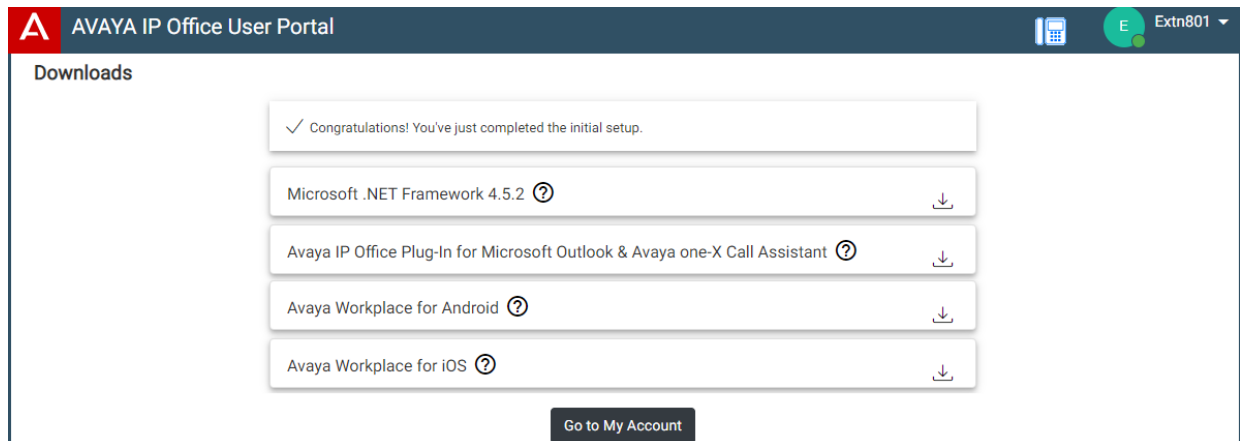 AVAYA IP Office User Portal
E
Extn801
Downloads
Congratulations! You've just completed the initial setup.
Microsoft .NET Framework 4.5.2
Avaya IP Office Plug-In for Microsoft Outlook & Avaya one-X Call Assistant
Avaya Workplace for Android
Avaya Workplace for iOS
Go to My Account